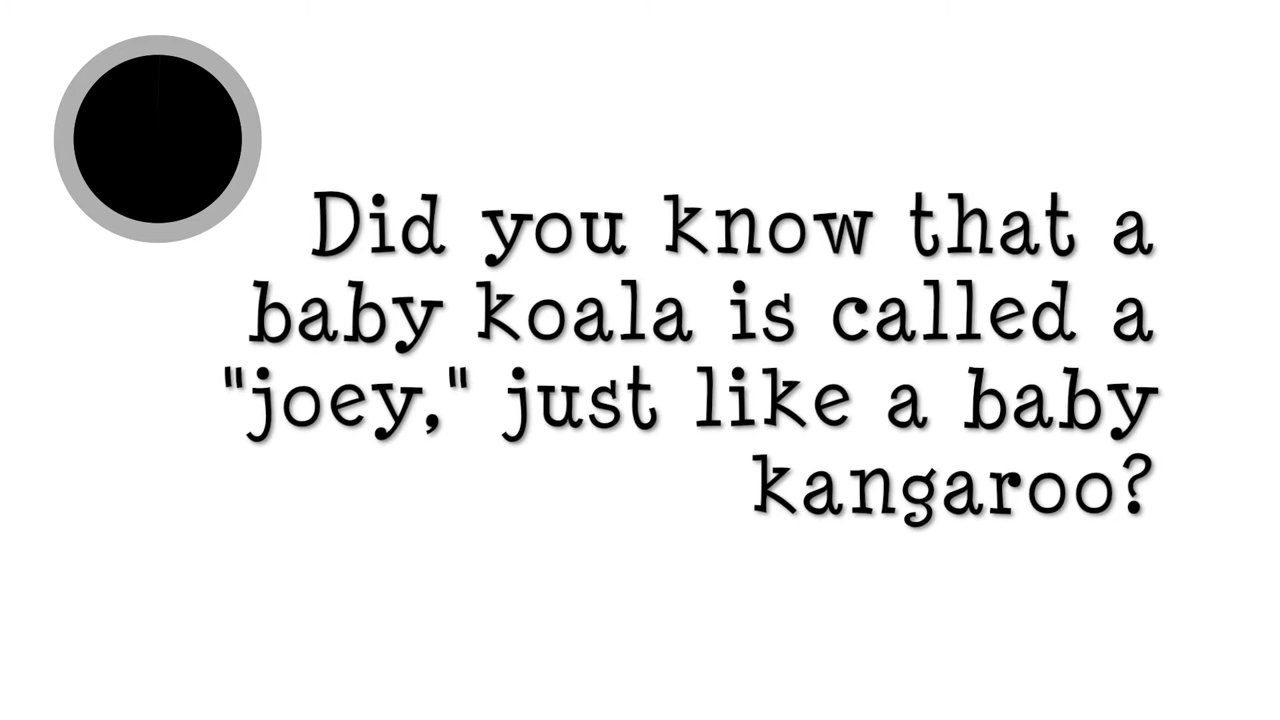 Did you know that a
baby koala is called a
"joey," just like a baby
kangaroo?